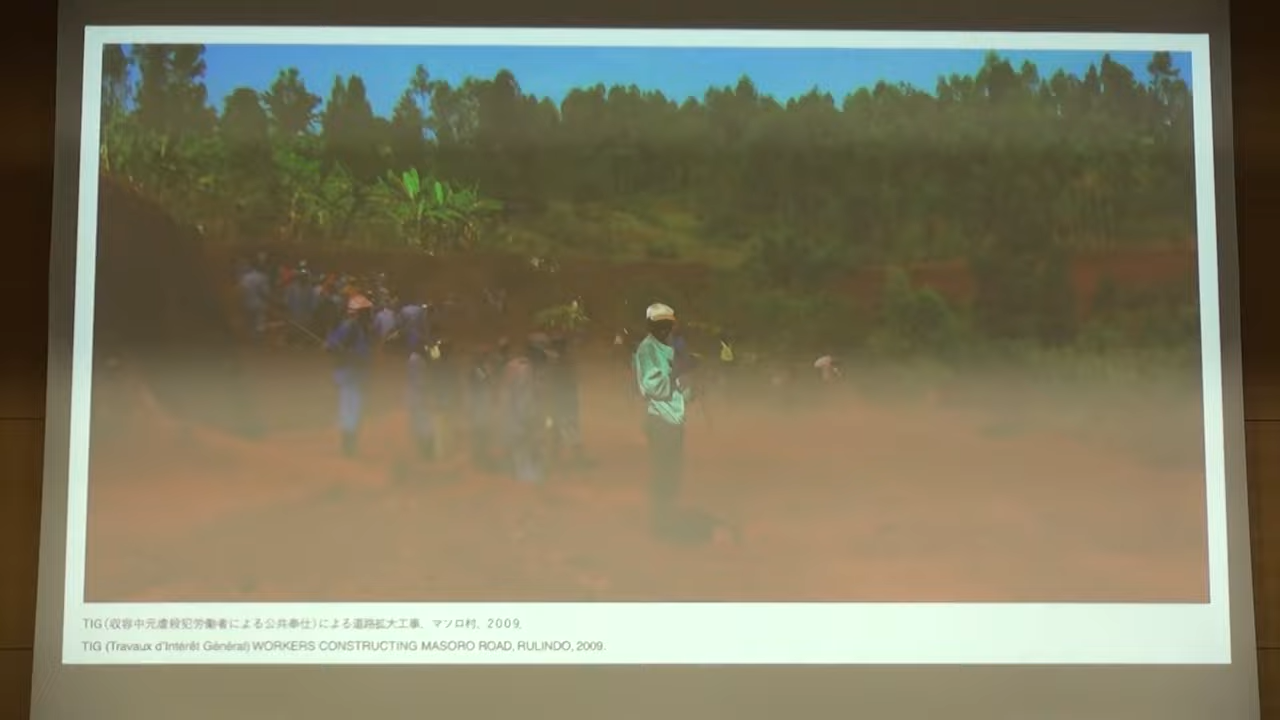 TIG(収容中元虐殺犯労働者による公共奉仕)による道路拡大工事、マソロ村、2009.
TIG (Travaux d'Intérêt Général) WORKERS CONSTRUCTING MASORO ROAD, RULINDO, 2009.